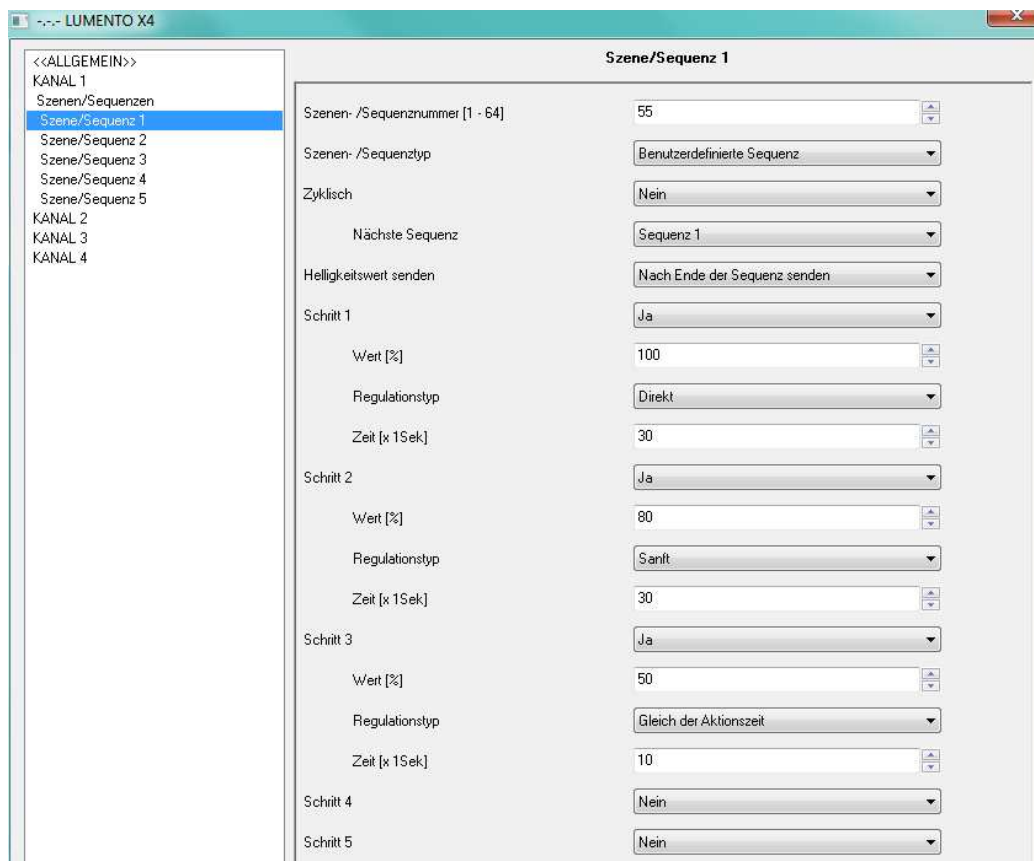 -.-.- LUMENTO X4
<<ALLGEMEIN>>
KANAL 1
Szenen/Sequenzen
Szene/Sequenz 1
Szene/Sequenz 2
Szene/Sequenz 3
Szene/Sequenz 4
Szene/Sequenz 5
KANAL 2
KANAL 3
KANAL 4
Szene/Sequenz 1
Szenen- /Sequenznummer [1 - 64] 55
Szenen- /Sequenztyp Benutzerdefinierte Sequenz
Zyklisch Nein
Nächste Sequenz Sequenz 1
Helligkeitswert senden Nach Ende der Sequenz senden
Schritt 1 Ja
Wert [%] 100
Regulationstyp Direkt
Zeit [x 1Sek] 30
Schritt 2 Ja
Wert [%] 80
Regulationstyp Sanft
Zeit [x 1Sek] 30
Schritt 3 Ja
Wert [%] 50
Regulationstyp Gleich der Aktionszeit
Zeit [x 1Sek] 10
Schritt 4 Nein
Schritt 5 Nein